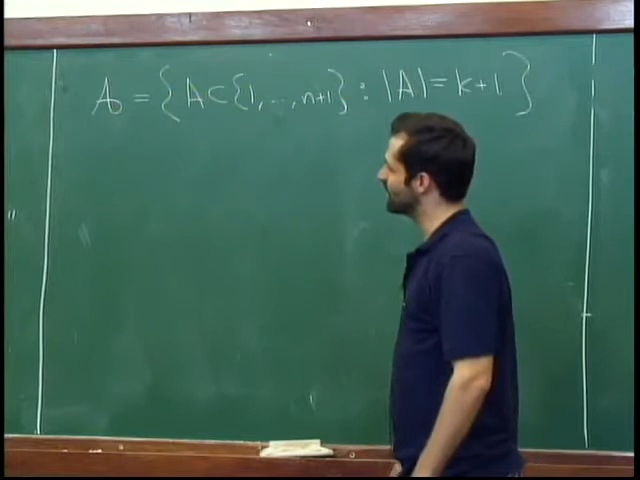 A = { A ⊂ {1,...,n+1} : |A| = k+1 }